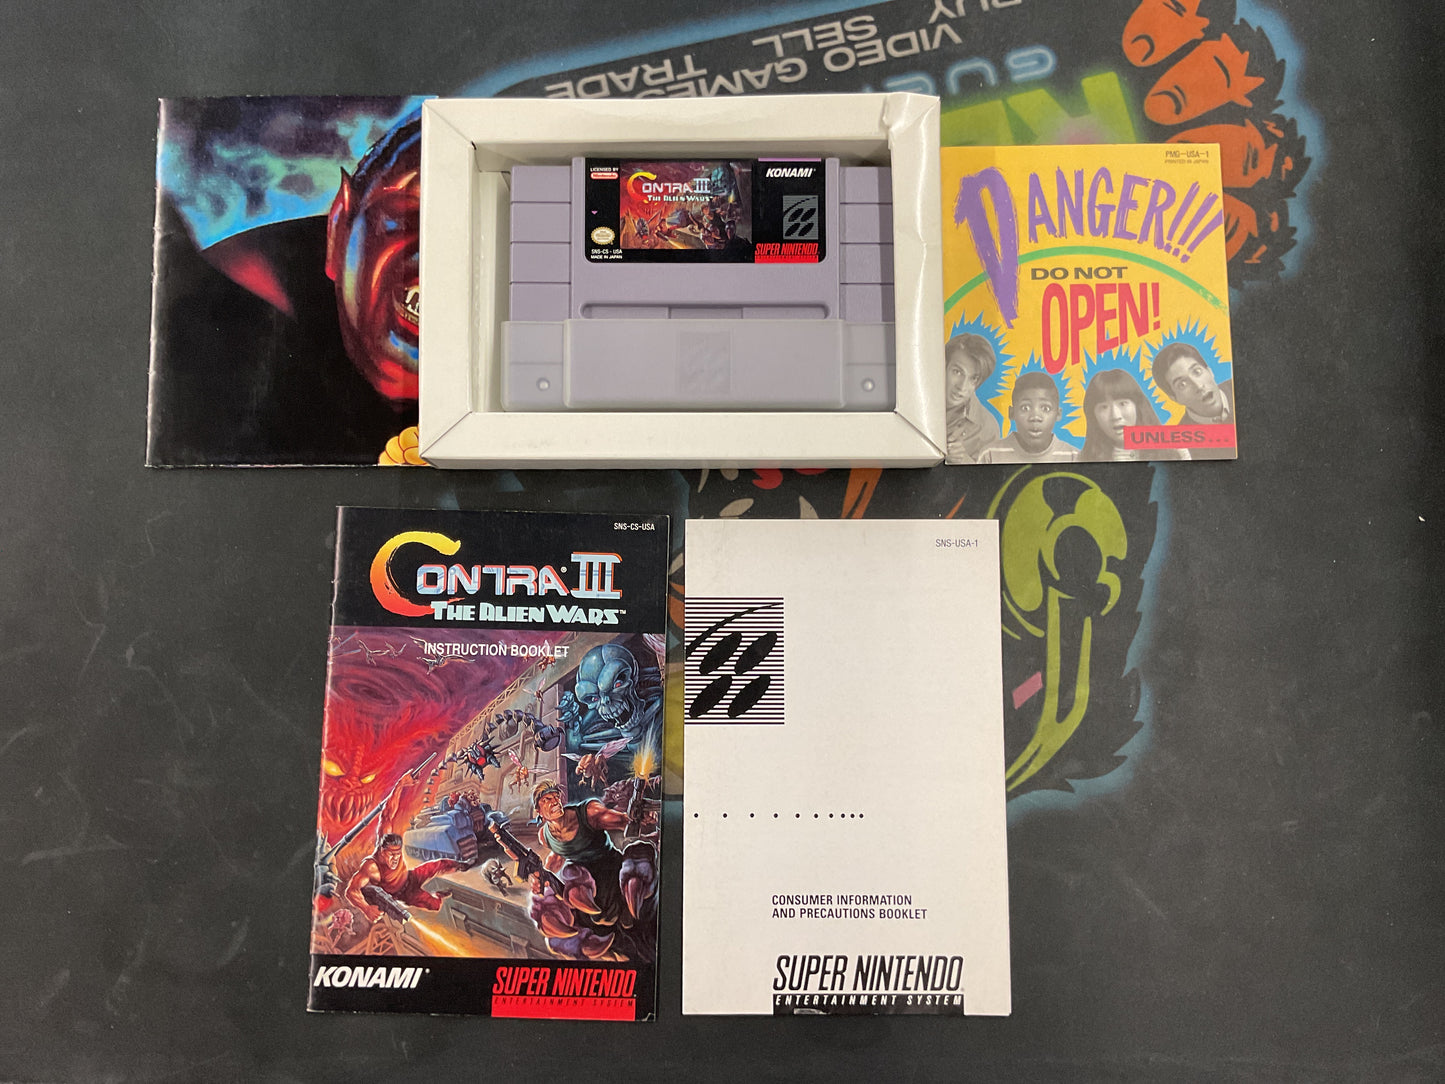 BUY
SELL
VIDEO GAMES
TRADE
LICENSED BY
Nintendo
CONTRA III
THE ALIEN WARS™
KONAMI®
SNS-CS-USA
MADE IN JAPAN
SUPER NINTENDO
PMG-USA-1
PRINTED IN JAPAN
DANGER!!!
DO NOT
OPEN!
UNLESS...
SNS-CS-USA
CONTRA® III
THE ALIEN WARS™
INSTRUCTION BOOKLET
KONAMI®
SUPER NINTENDO
ENTERTAINMENT SYSTEM
SNS-USA-1
CONSUMER INFORMATION
AND PRECAUTIONS BOOKLET
SUPER NINTENDO®
ENTERTAINMENT SYSTEM